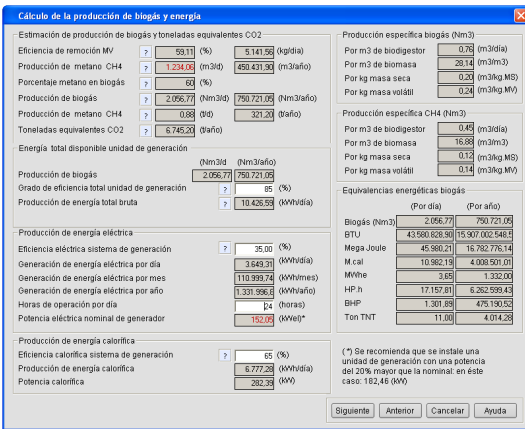 Cálculo de la producción de biogás y energía
Estimación de producción de biogás y toneladas equivalentes CO2
Eficiencia de remoción MV ? 59,11 (%) 5.141,56 (kg/dia)
Producción de metano CH4 ? 1.234,06 (m3/d) 450.431,90 (m3/año)
Porcentaje metano en biogás ? 60 (%)
Producción de biogás ? 2.056,77 (Nm3/d) 750.721,05 (Nm3/año)
Producción de metano CH4 ? 0,88 (t/d) 321,20 (t/año)
Toneladas equivalentes CO2 ? 6.745,20 (t/año)
Energía total disponible unidad de generación
(Nm3/d (Nm3/año)
Producción de biogás 2.056,77 750.721,05
Grado de eficiencia total unidad de generación ? 85 (%)
Producción de energía total bruta ? 10.426,59 (kWh/día)
Producción de energía eléctrica
Eficiencia eléctrica sistema de generación ? 35,00 (%)
Generación de energía eléctrica por día 3.649,31 (kWh/día)
Generación de energía eléctrica por mes 110.999,74 (kWh/mes)
Generación de energía eléctrica por año 1.331.996,8 (kWh/año)
Horas de operación por día 24 (horas)
Potencia eléctrica nominal de generador 152,05 (kWel)*
Producción de energía calorífica
Eficiencia calorífica sistema de generación ? 65 (%)
Producción de energía calorífica 6.777,28 (kWh/día)
Potencia calorífica 282,39 (kW)
Producción específica biogás (Nm3)
Por m3 de biodigestor 0,76 (m3/día)
Por m3 de biomasa 28,14 (m3/m3)
Por kg masa seca 0,20 (m3/kg.MS)
Por kg masa volátil 0,24 (m3/kg.MV)
Producción específica CH4 (Nm3)
Por m3 de biodigestor 0,45 (m3/día)
Por m3 de biomasa 16,88 (m3/m3)
Por kg masa seca 0,12 (m3/kg.MS)
Por kg masa volátil 0,14 (m3/kg.MV)
Equivalencias energéticas biogás
(Por día) (Por año)
Biogás (Nm3) 2.056,77 750.721,05
BTU 43.580.828,90 15.907.002.548,5
Mega Joule 45.980,21 16.782.776,14
M.cal 10.982,19 4.008.501,01
MWhe 3,65 1.332,00
HP.h 17.157,81 6.262.599,43
BHP 1.301,89 475.190,52
Ton TNT 11,00 4.014,28
(*) Se recomienda que se instale una
unidad de generación con una potencia
del 20% mayor que la nominal: en éste
caso: 182,46 (kW)
Siguiente Anterior Cancelar Ayuda